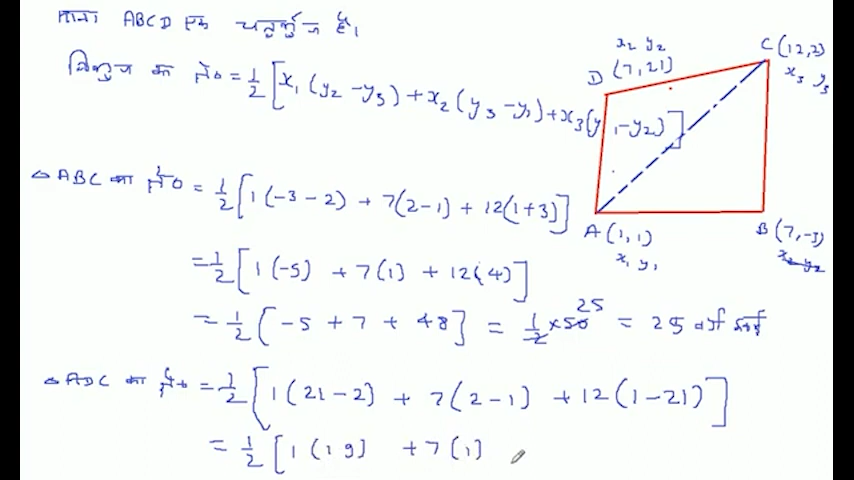 माना ABCD एक चतुर्भुज है।
त्रिभुज का क्षे० = 1/2 [x₁(y₂-y₃) + x₂(y₃-y₁) + x₃(y₁-y₂)]
△ABC का क्षे० = 1/2 [1(-3-2) + 7(2-1) + 12(1+3)]
= 1/2 [1(-5) + 7(1) + 12(4)]
= 1/2 [-5 + 7 + 48] = 1/2 × 50 25 = 25 वर्ग इकाई
△ADC का क्षे० = 1/2 [1(21-2) + 7(2-1) + 12(1-21)]
= 1/2 [1(19) + 7(1)
x₂ y₂
D (7,21)
C (12,2)
x₃ y₃
A (1,1)
x₁ y₁
B (7,-3)
x₂ y₂